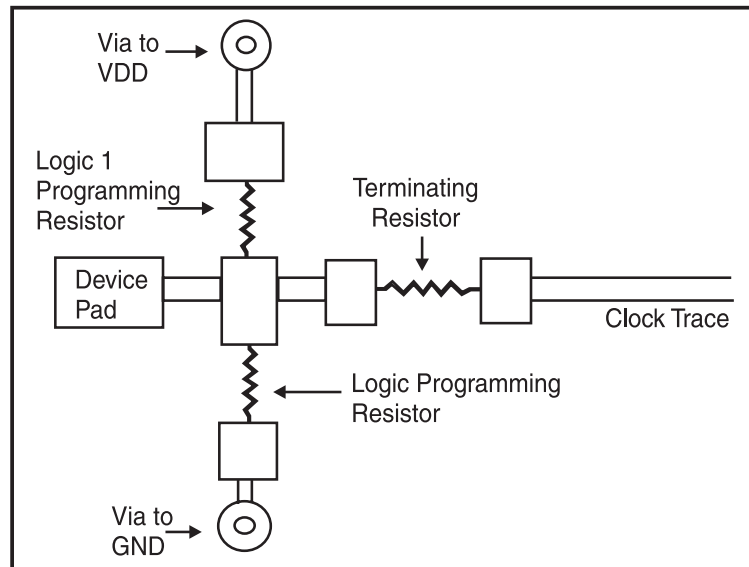 Via to
VDD
Logic 1
Programming
Resistor
Terminating
Resistor
Device
Pad
Clock Trace
Logic Programming
Resistor
Via to
GND